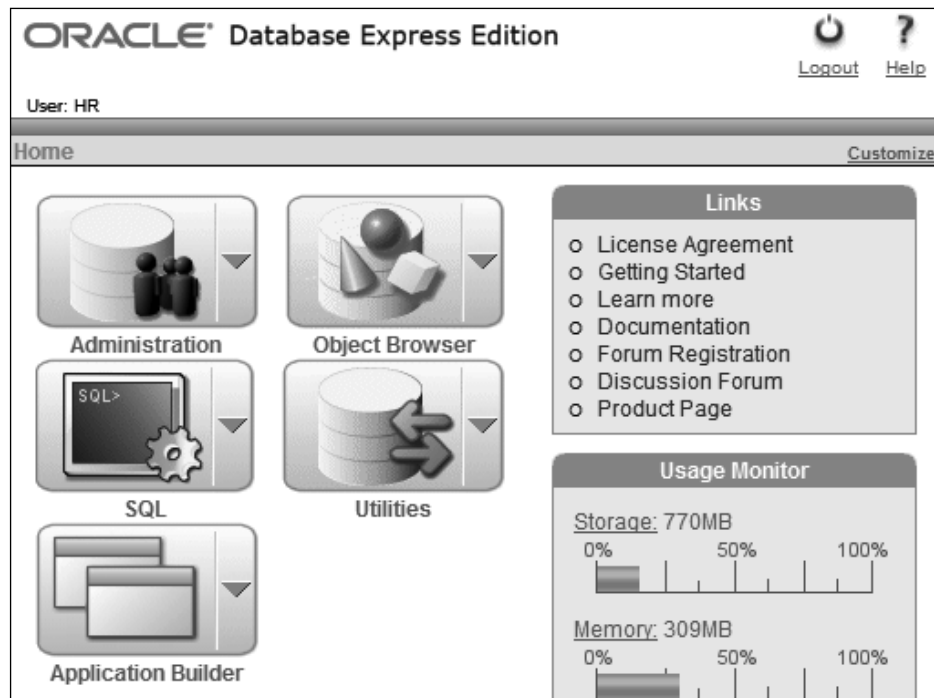 ORACLE Database Express Edition
Logout Help
User: HR
Home Customize
Administration
Object Browser
SQL>
SQL
Utilities
Application Builder
Links
License Agreement
Getting Started
Learn more
Documentation
Forum Registration
Discussion Forum
Product Page
Usage Monitor
Storage: 770MB
0% 50% 100%
Memory: 309MB
0% 50% 100%